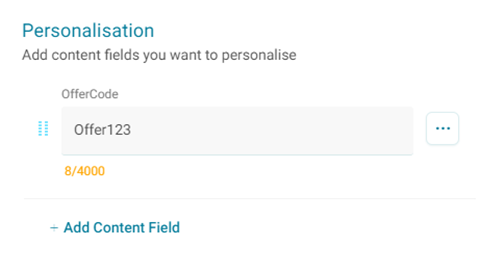 Personalisation
Add content fields you want to personalise
OfferCode
Offer123
...
8/4000
+ Add Content Field